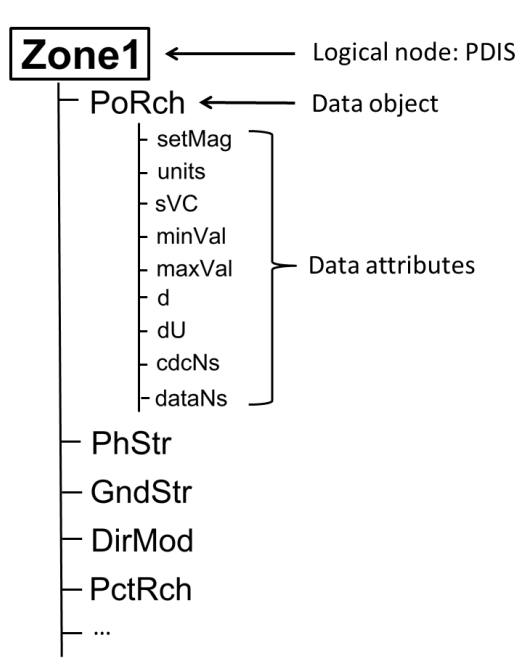 Zone1
Logical node: PDIS
PoRch
Data object
setMag
units
sVC
minVal
maxVal
Data attributes
d
dU
cdcNs
dataNs
PhStr
GndStr
DirMod
PctRch
...